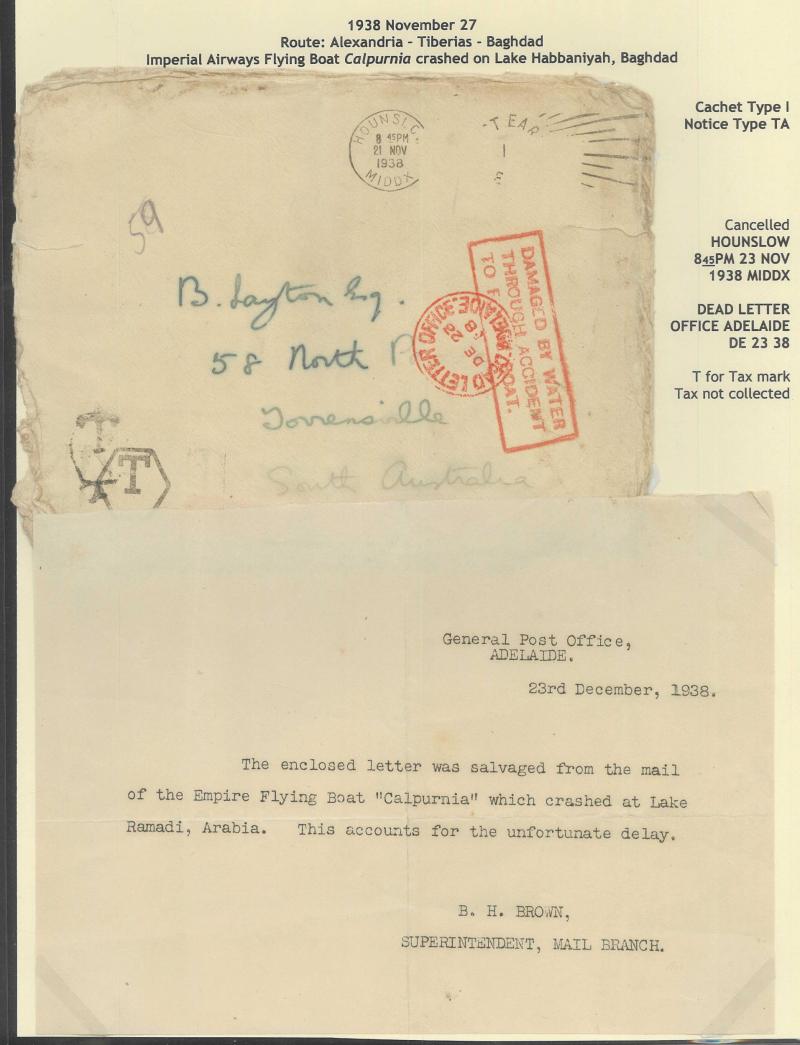 1938 November 27
Route: Alexandria – Tiberias - Baghdad
Imperial Airways Flying Boat Calpurnia crashed on Lake Habbaniyah, Baghdad
Cachet Type I
Notice Type TA
HOUNSL
8 45PM
21 NOV
1938
MIDDX
T EAR
59
Cancelled
HOUNSLOW
845PM 23 NOV
1938 MIDDX
DEAD LETTER
OFFICE ADELAIDE
DE 23 38
T for Tax mark
Tax not collected
B. Layton Esq.
58 North
Torrensville
South Australia
DAMAGED BY WATER
THROUGH ACCIDENT
TO F BOAT.
DEAD LETTER OFFICE: ADELAIDE
DE 23
38
T
T
General Post Office,
ADELAIDE.
23rd December, 1938.
The enclosed letter was salvaged from the mail
of the Empire Flying Boat "Calpurnia" which crashed at Lake
Ramadi, Arabia. This accounts for the unfortunate delay.
B. H. BROWN,
SUPERINTENDENT, MAIL BRANCH.